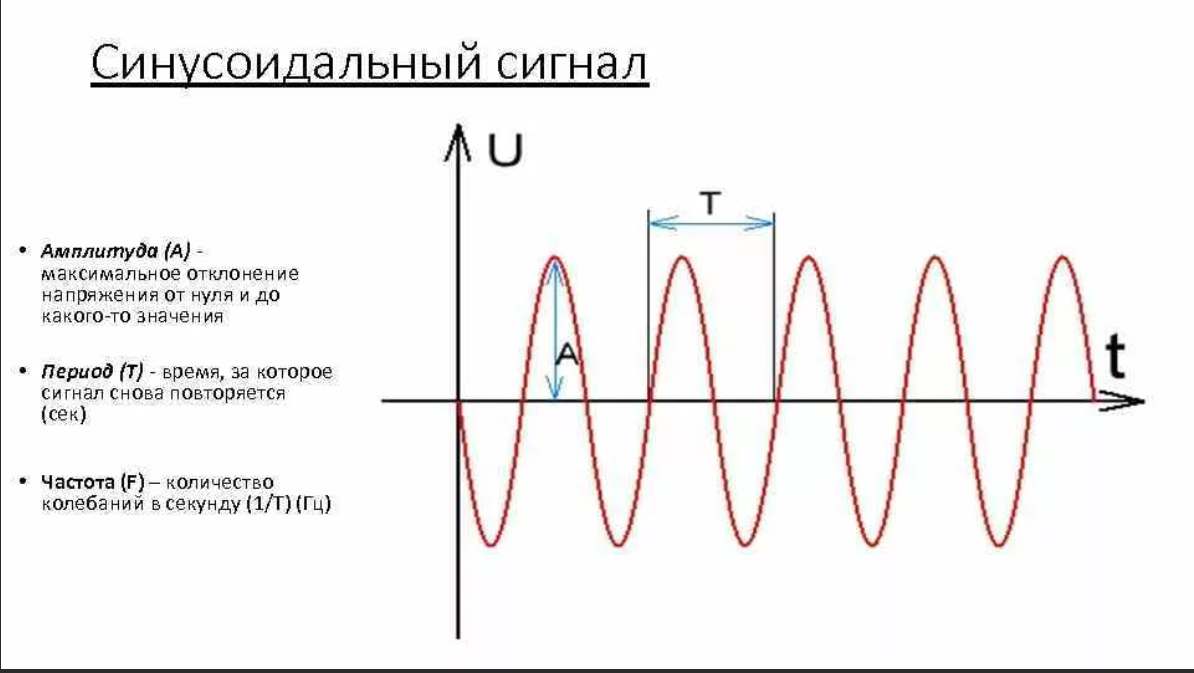 Синусоидальный сигнал
U
T
• Амплитуда (А) -
максимальное отклонение
напряжения от нуля и до
какого-то значения
A
t
• Период (Т) - время, за которое
сигнал снова повторяется
(сек)
• Частота (F) – количество
колебаний в секунду (1/Т) (Гц)